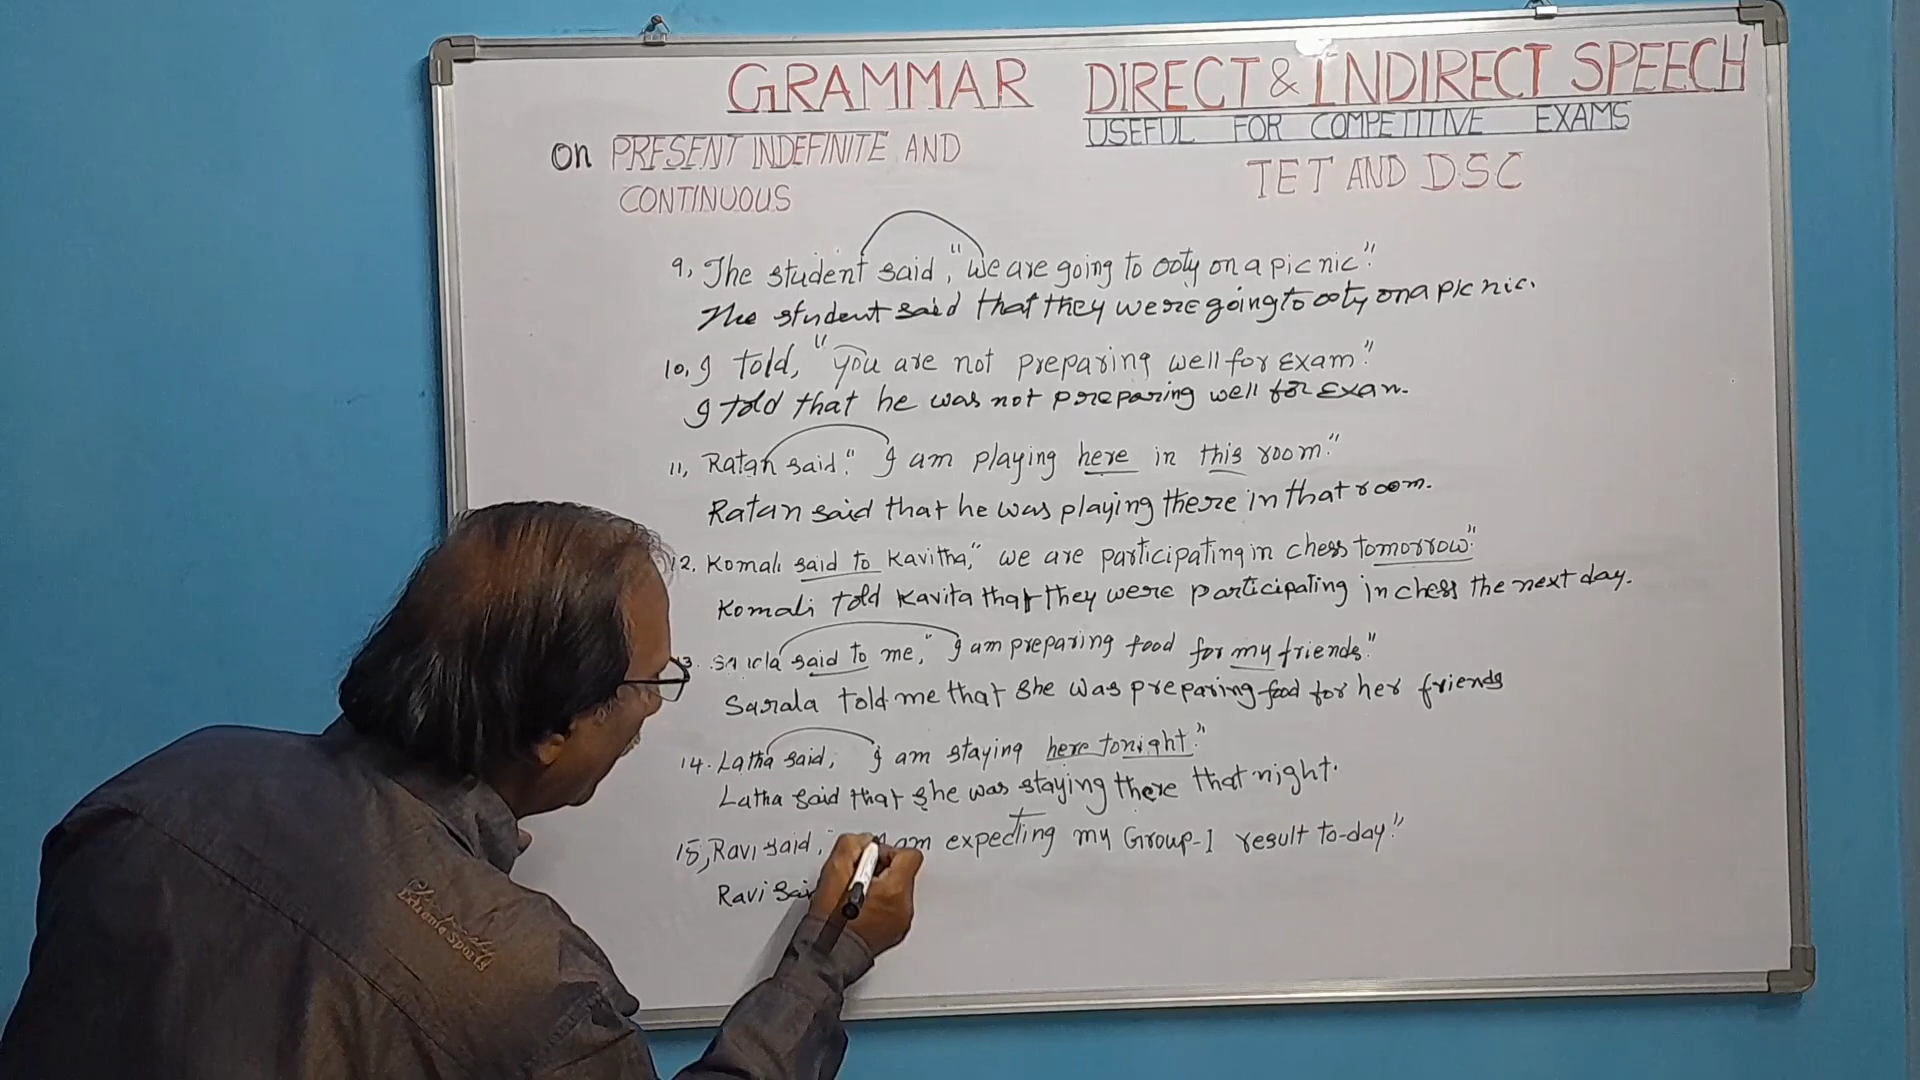 GRAMMAR DIRECT & INDIRECT SPEECH
USEFUL FOR COMPETITIVE EXAMS
on PRESENT INDEFINITE AND
CONTINUOUS
TET AND DSC
9, The student said, "We are going to ooty on a picnic."
The student said that they were going to ooty on a picnic.
10, I told, "you are not preparing well for exam."
I told that he was not preparing well for exam.
11, Ratan said." I am playing here in this room."
Ratan said that he was playing there in that room.
12. Komali said to Kavitha," we are participating in chess tomorrow."
Komali told Kavita that they were participating in chess the next day.
13. said to me," I am preparing food for my friends."
Sarala told me that she was preparing food for her friends
14. Latha said, I am staying here tonight."
Latha said that she was staying there that night.
15, Ravi said, am expecting my Group-I result to-day."
Ravi
Extreme Sports